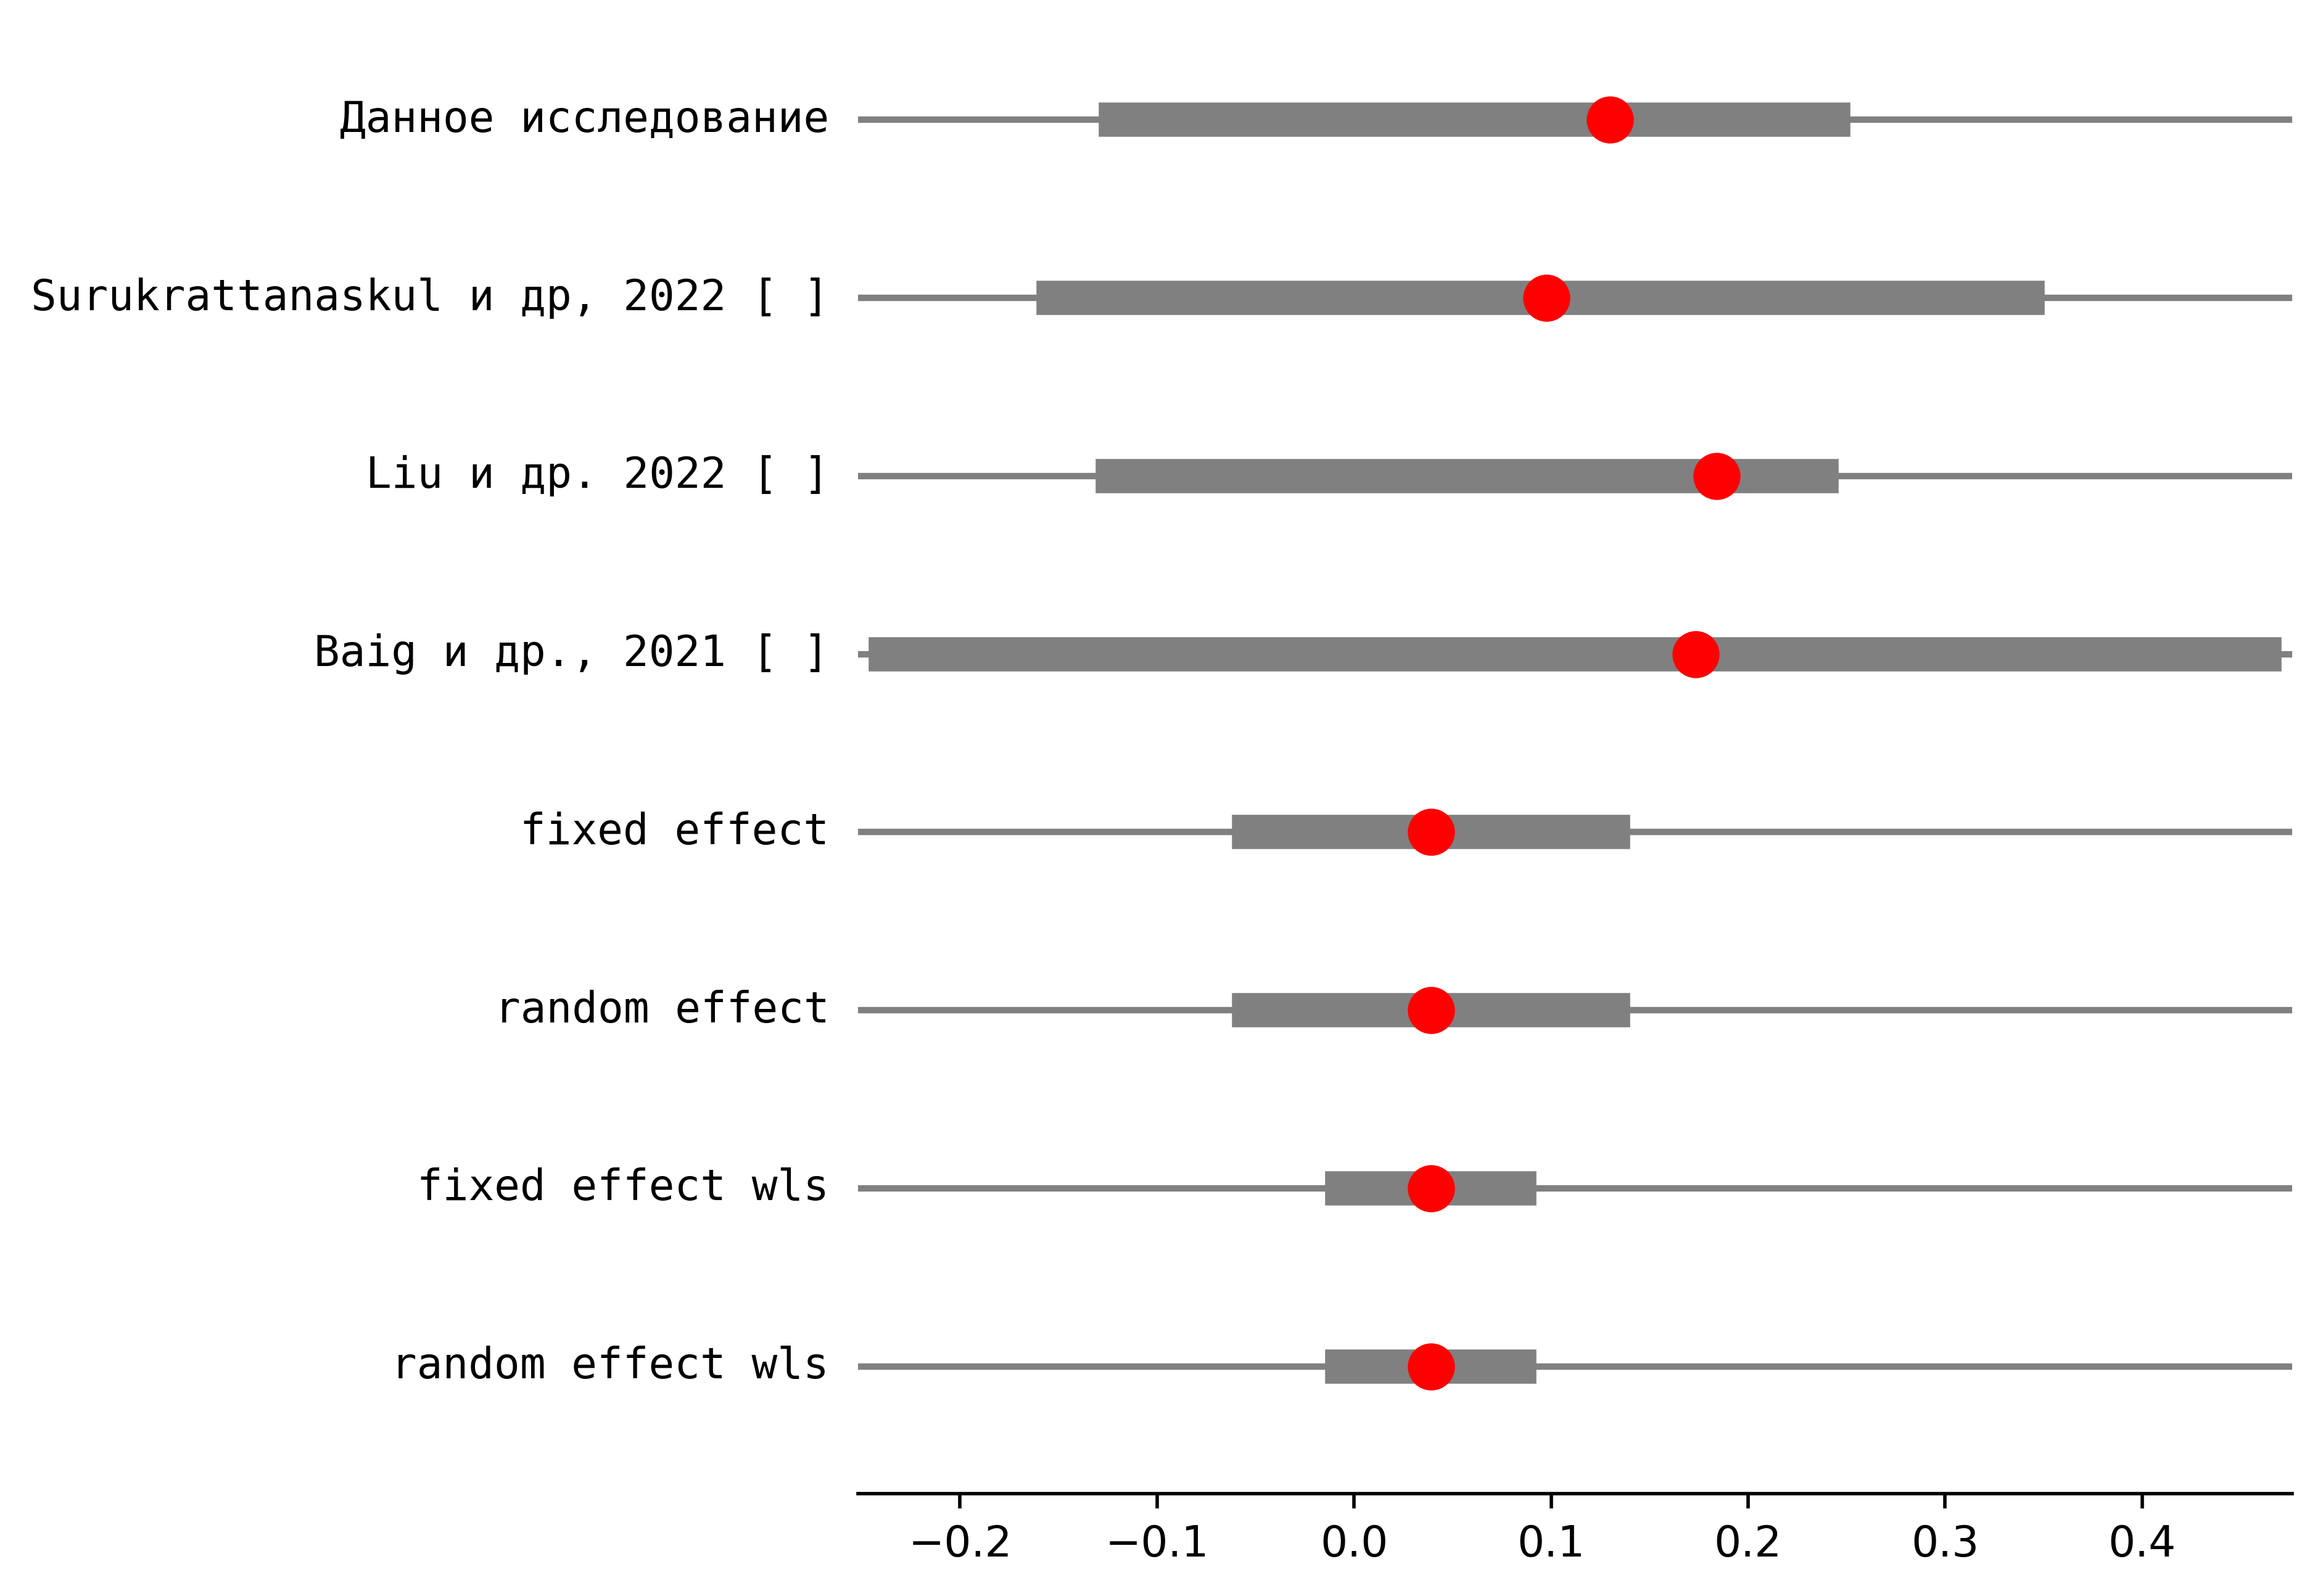 Данное исследование
Surukrattanaskul и др, 2022 [ ]
Liu и др. 2022 [ ]
Baig и др., 2021 [ ]
fixed effect
random effect
fixed effect wls
random effect wls
−0.2 −0.1 0.0 0.1 0.2 0.3 0.4